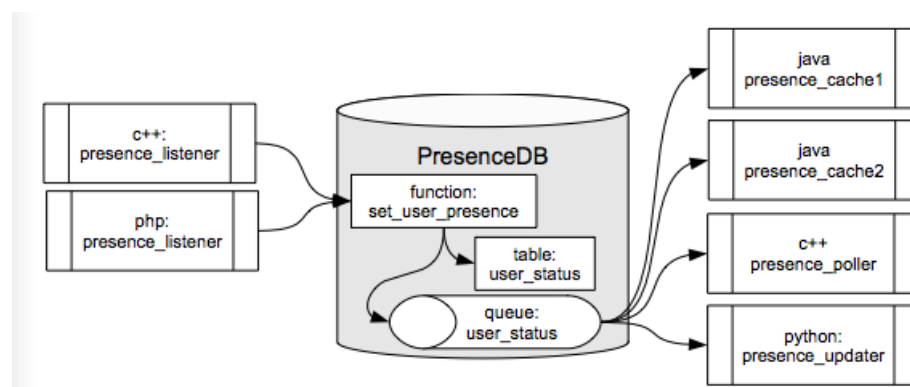 c++:
presence_listener
php:
presence_listener
PresenceDB
function:
set_user_presence
table:
user_status
queue:
user_status
java
presence_cache1
java
presence_cache2
c++
presence_poller
python:
presence_updater